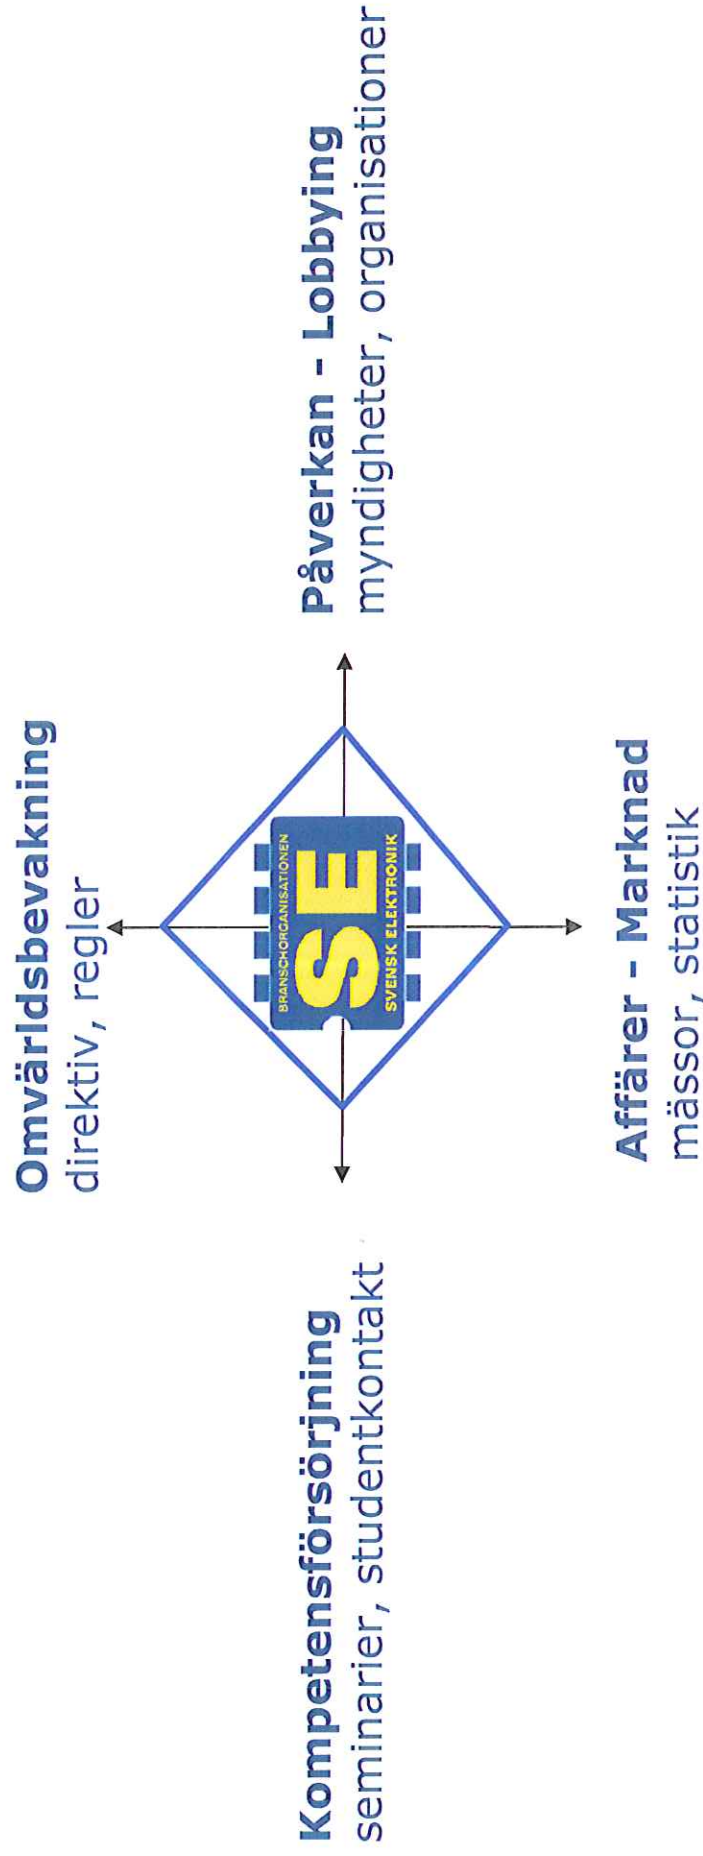 Omvärldsbevakning
direktiv, regler
Kompetensförsörjning
seminarier, studentkontakt
BRANSCHORGANISATIONEN
SE
SVENSK ELEKTRONIK
Påverkan - Lobbying
myndigheter, organisationer
Affärer - Marknad
mässor, statistik